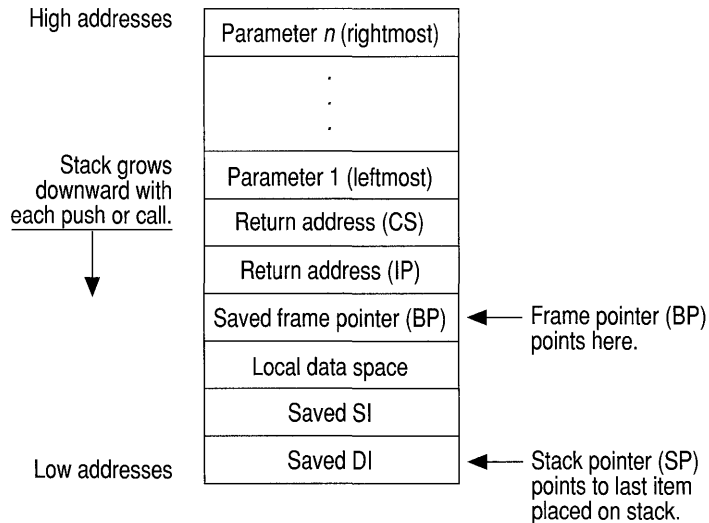 High addresses
Parameter n (rightmost)
.
.
.
Stack grows
downward with
each push or call.
Parameter 1 (leftmost)
Return address (CS)
Return address (IP)
Saved frame pointer (BP)
Frame pointer (BP)
points here.
Local data space
Saved SI
Low addresses
Saved DI
Stack pointer (SP)
points to last item
placed on stack.